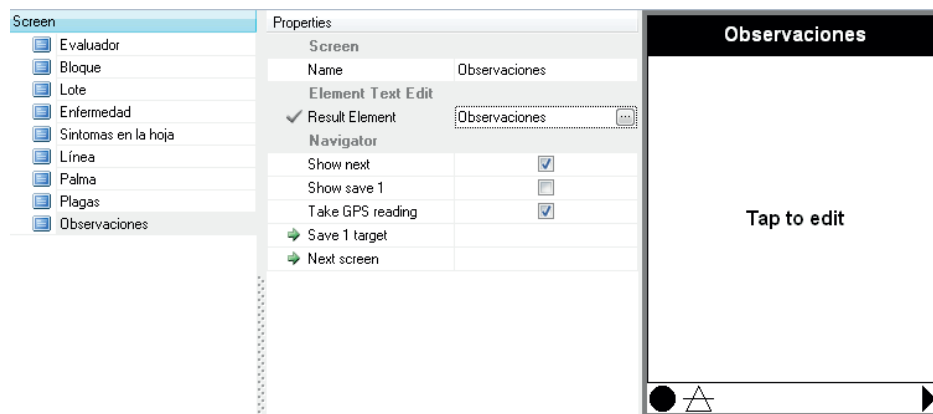 Screen
Evaluador
Bloque
Lote
Enfermedad
Sintomas en la hoja
Línea
Palma
Plagas
Observaciones
Properties
Screen
Name Observaciones
Element Text Edit
Result Element Observaciones ...
Navigator
Show next
Show save 1
Take GPS reading
Save 1 target
Next screen
Observaciones
Tap to edit